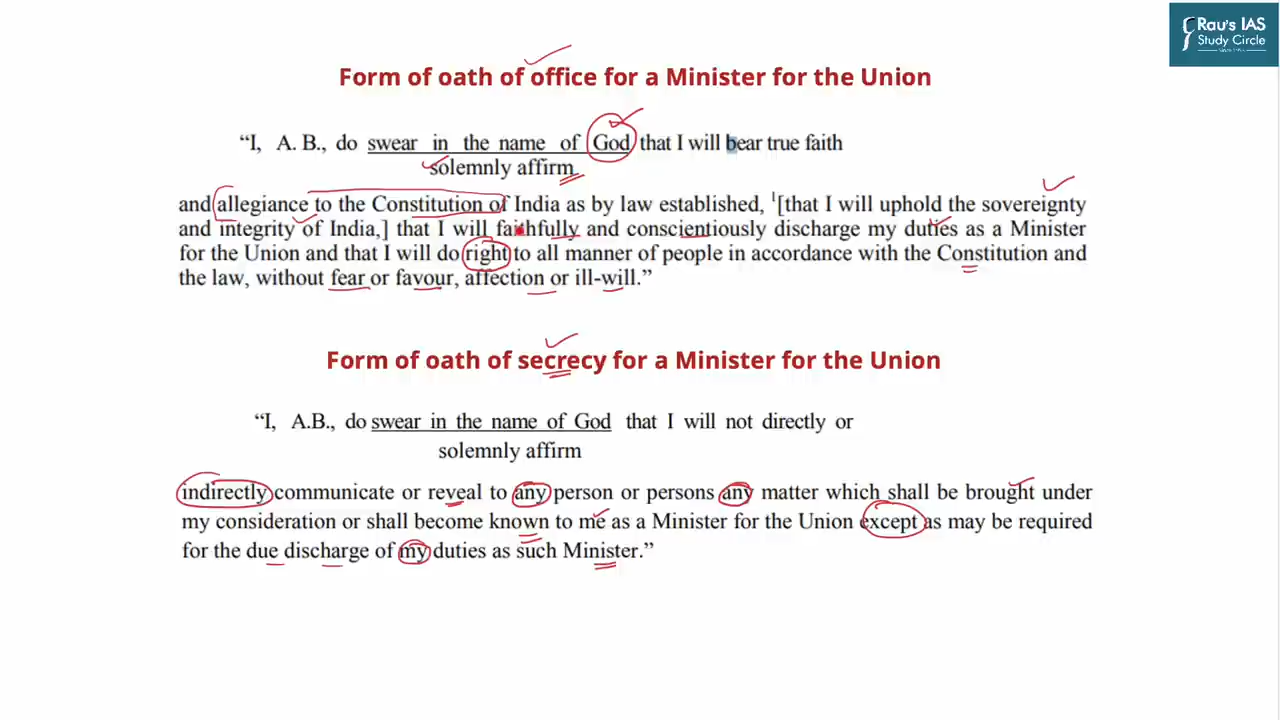 Rau's IAS
Study Circle
Form of oath of office for a Minister for the Union
“I, A. B., do swear in the name of God that I will bear true faith
solemnly affirm
and allegiance to the Constitution of India as by law established, ¹[that I will uphold the sovereignty
and integrity of India,] that I will faithfully and conscientiously discharge my duties as a Minister
for the Union and that I will do right to all manner of people in accordance with the Constitution and
the law, without fear or favour, affection or ill-will.”
Form of oath of secrecy for a Minister for the Union
“I, A.B., do swear in the name of God that I will not directly or
solemnly affirm
indirectly communicate or reveal to any person or persons any matter which shall be brought under
my consideration or shall become known to me as a Minister for the Union except as may be required
for the due discharge of my duties as such Minister.”